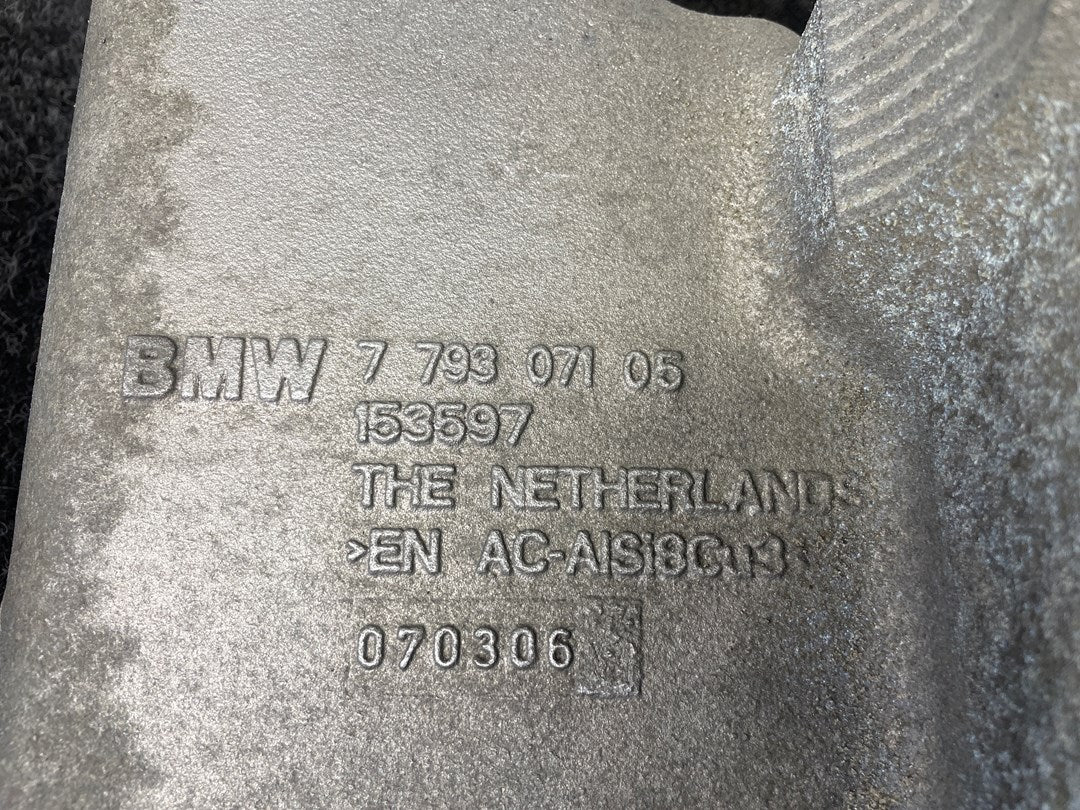 BMW 7 793 071 05
153597
THE NETHERLANDS
>EN AC-AlSi8Cu3
070306